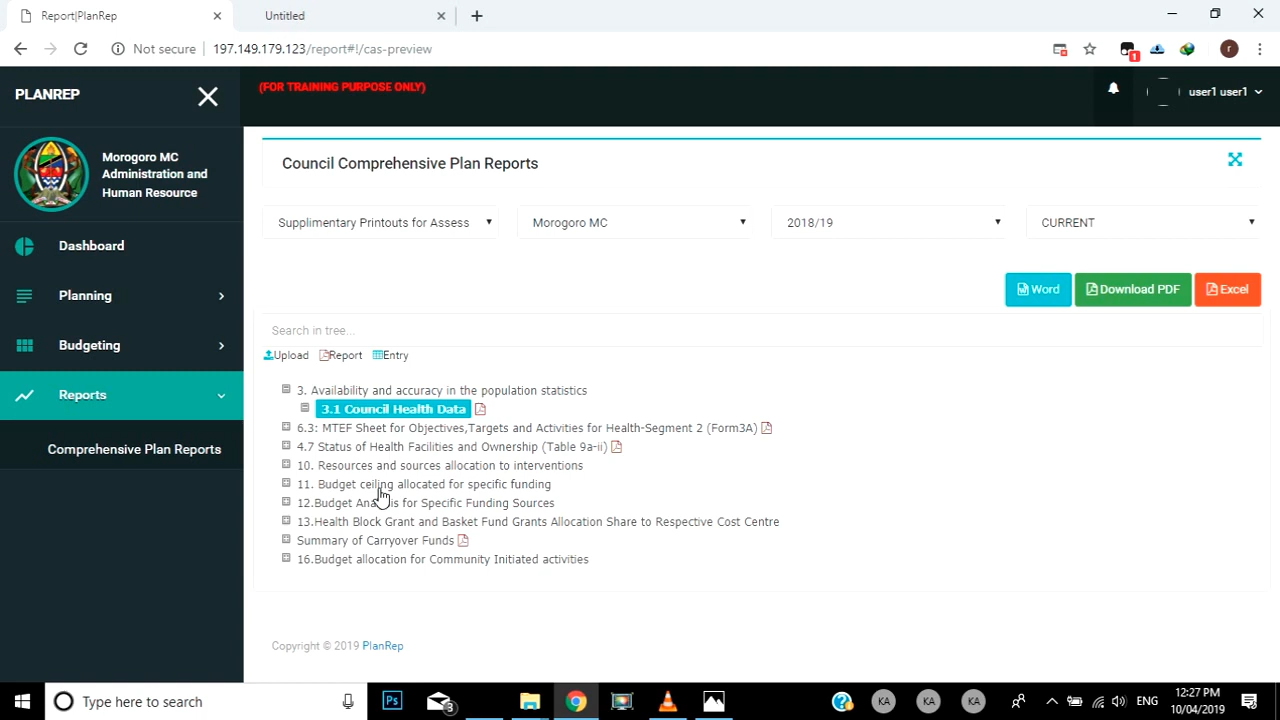 Report|PlanRep
Untitled
Not secure
197.149.179.123/report#!/cas-preview
1
r
PLANREP
(FOR TRAINING PURPOSE ONLY)
user1 user1
Morogoro MC
Administration and
Human Resource
Council Comprehensive Plan Reports
Supplimentary Printouts for Assess
Morogoro MC
2018/19
CURRENT
Dashboard
Planning
Budgeting
Reports
Comprehensive Plan Reports
Word
Download PDF
Excel
Search in tree...
Upload
Report
Entry
3. Availability and accuracy in the population statistics
3.1 Council Health Data
6.3: MTEF Sheet for Objectives,Targets and Activities for Health-Segment 2 (Form3A)
4.7 Status of Health Facilities and Ownership (Table 9a-ii)
10. Resources and sources allocation to interventions
11. Budget ceiling allocated for specific funding
12.Budget Analysis for Specific Funding Sources
13.Health Block Grant and Basket Fund Grants Allocation Share to Respective Cost Centre
Summary of Carryover Funds
16.Budget allocation for Community Initiated activities
Copyright © 2019 PlanRep
Type here to search
Ps
3
KA
KA
KA
ENG
12:27 PM
10/04/2019